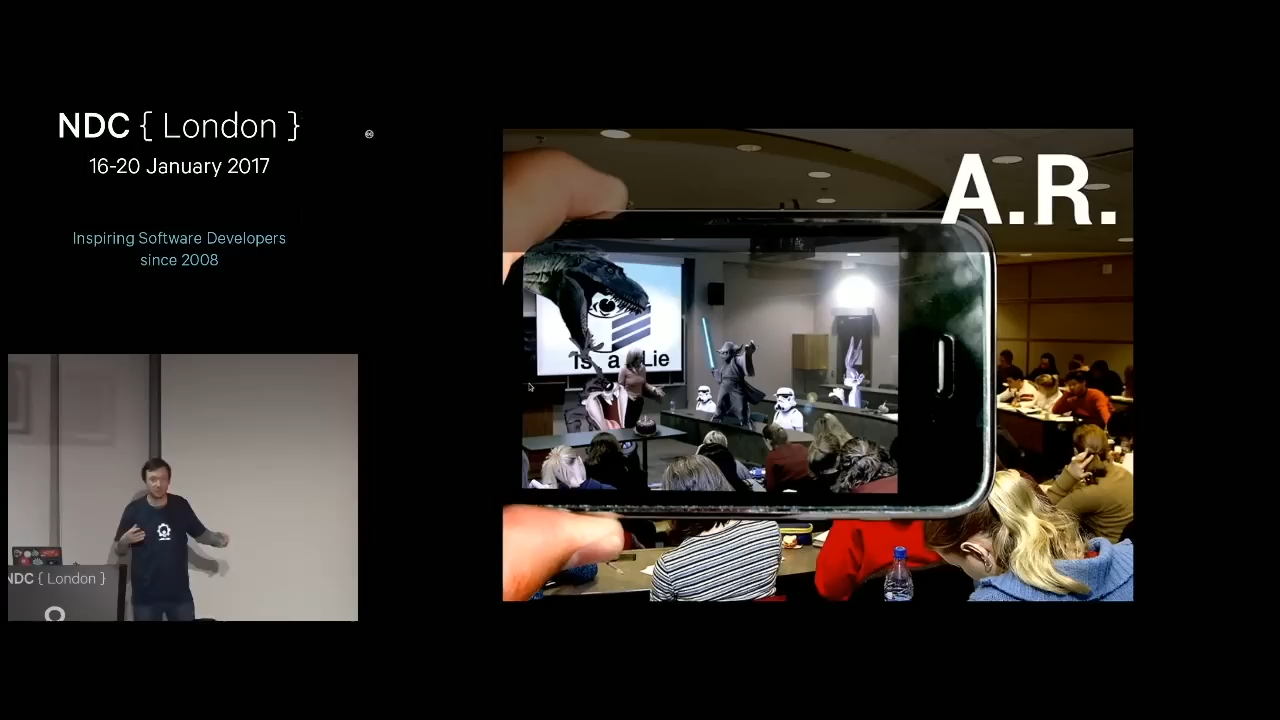 NDC { London }
16-20 January 2017
Inspiring Software Developers
since 2008
A.R.
is a Lie
NDC { London }